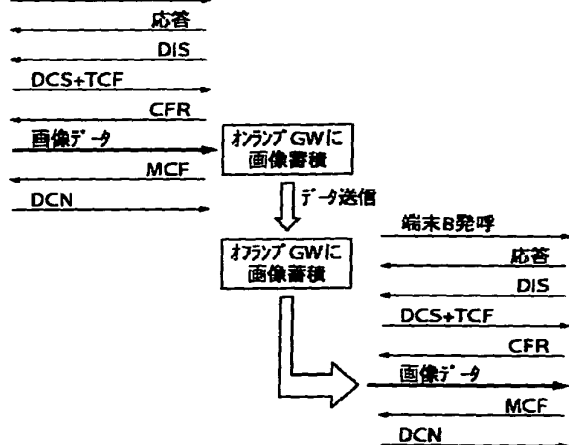 応答
DIS
DCS+TCF
CFR
画像データ
オンランプGWに
画像蓄積
MCF
DCN
データ送信
オフランプGWに
画像蓄積
端末B発呼
応答
DIS
DCS+TCF
CFR
画像データ
MCF
DCN